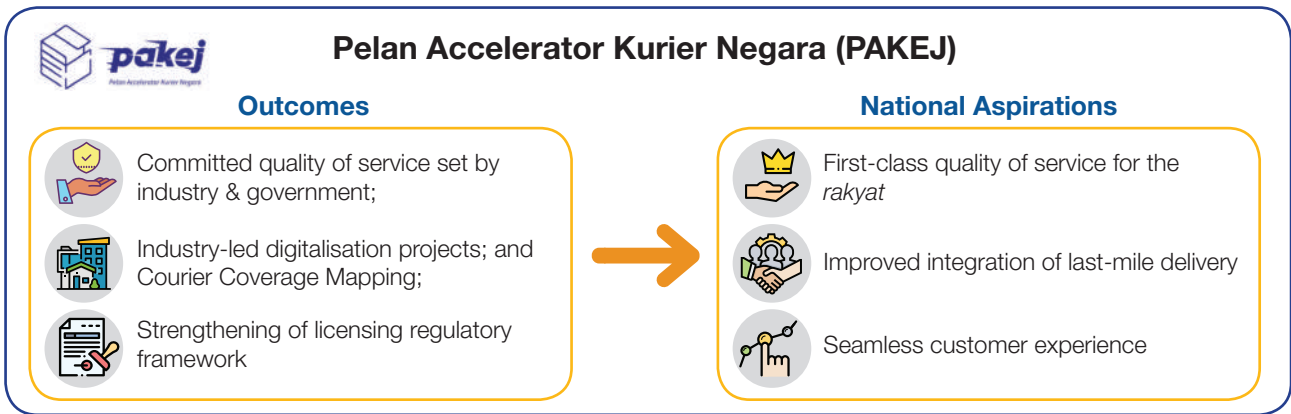 pakej
Pelan Accelerator Kurier Negara
Pelan Accelerator Kurier Negara (PAKEJ)
Outcomes
Committed quality of service set by
industry & government;
Industry-led digitalisation projects; and
Courier Coverage Mapping;
Strengthening of licensing regulatory
framework
National Aspirations
First-class quality of service for the
rakyat
Improved integration of last-mile delivery
Seamless customer experience